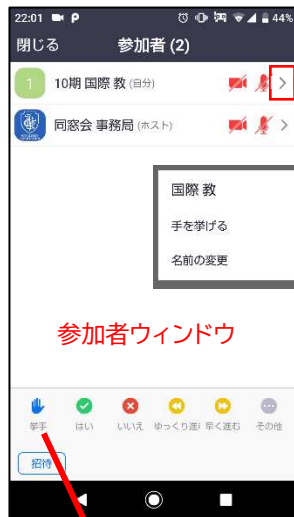 22:01 P 44%
閉じる 参加者 (2)
1 10期 国際 教 (自分)
同窓会 事務局 (ホスト)
国際 教
手を挙げる
名前の変更
参加者ウィンドウ
挙手 はい いいえ ゆっくり進む 早く進む その他
招待